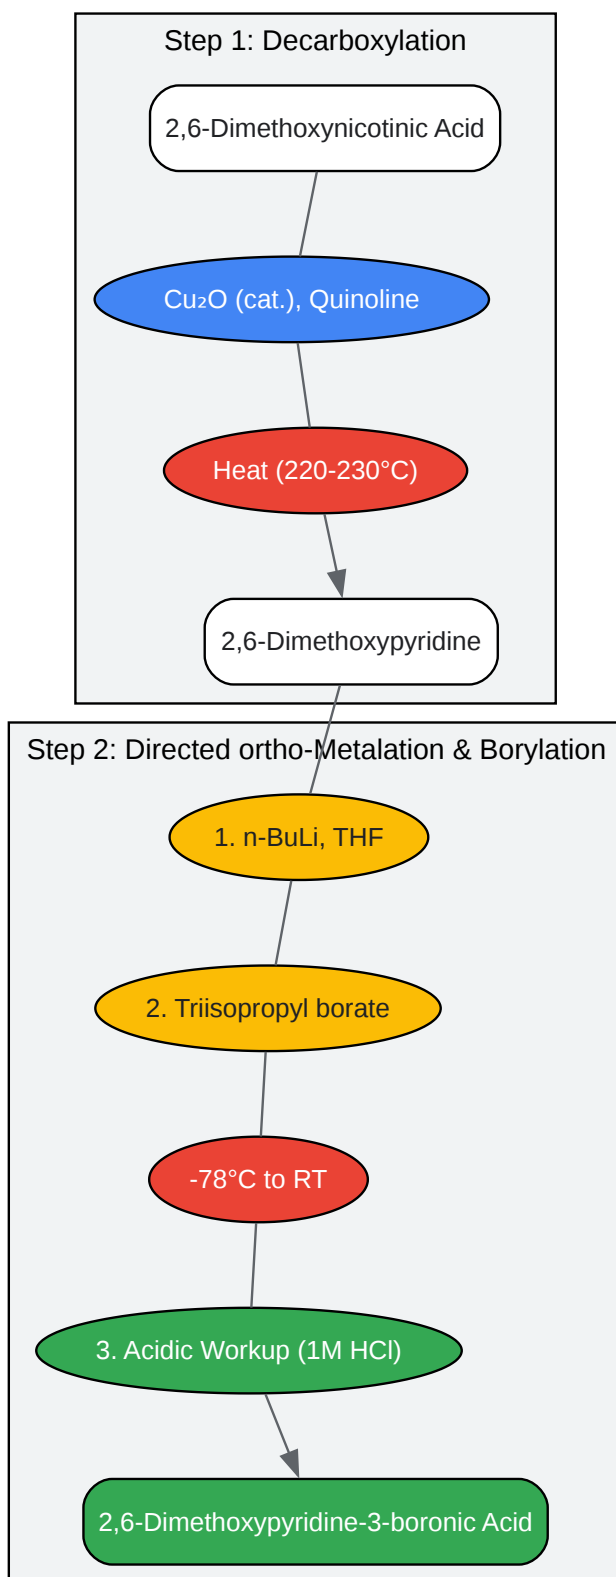 Step 1: Decarboxylation
2,6-Dimethoxynicotinic Acid
Cu₂O (cat.), Quinoline
Heat (220-230°C)
2,6-Dimethoxypyridine
Step 2: Directed ortho-Metalation & Borylation
1. n-BuLi, THF
2. Triisopropyl borate
-78°C to RT
3. Acidic Workup (1M HCl)
2,6-Dimethoxypyridine-3-boronic Acid